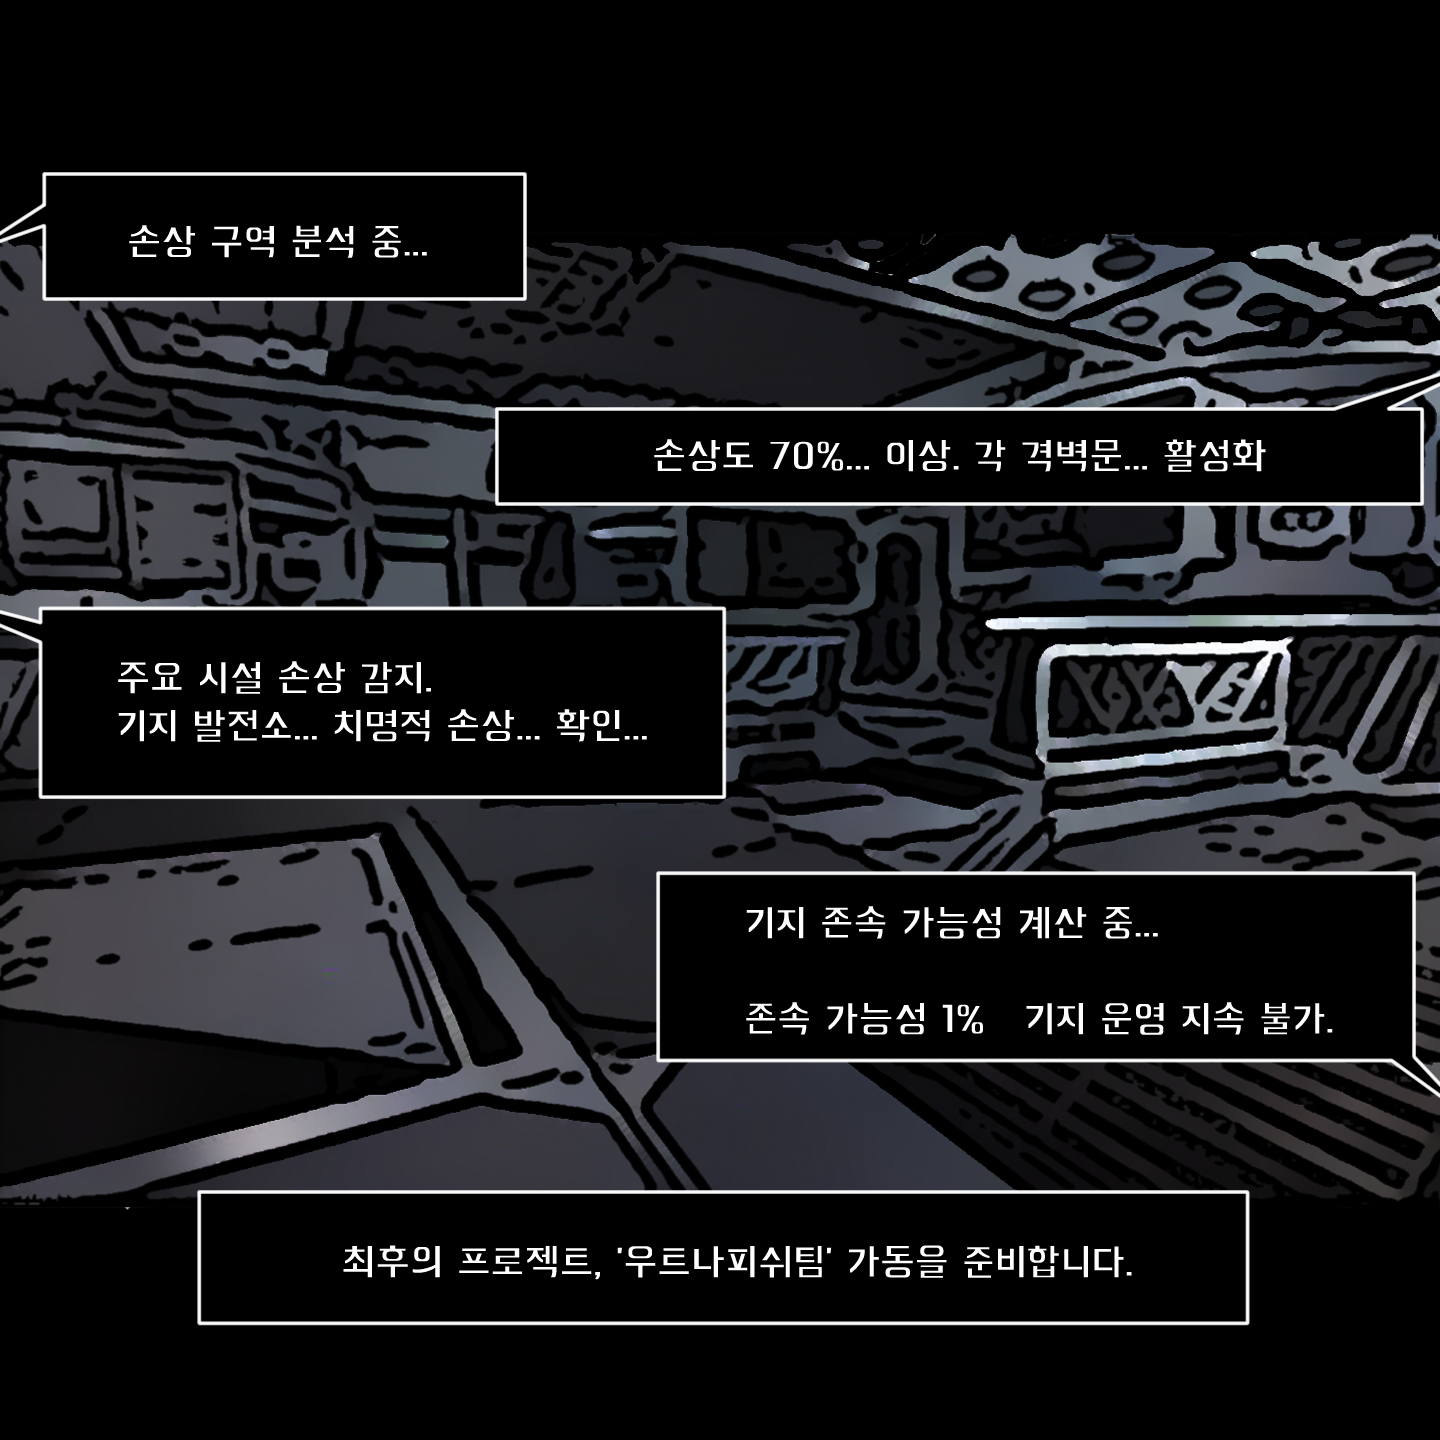 손상 구역 분석 중...
손상도 70%... 이상. 각 격벽문... 활성화
주요 시설 손상 감지.
기지 발전소... 치명적 손상... 확인...
기지 존속 가능성 계산 중...
존속 가능성 1% 기지 운영 지속 불가.
최후의 프로젝트, '우트나피쉬팀' 가동을 준비합니다.